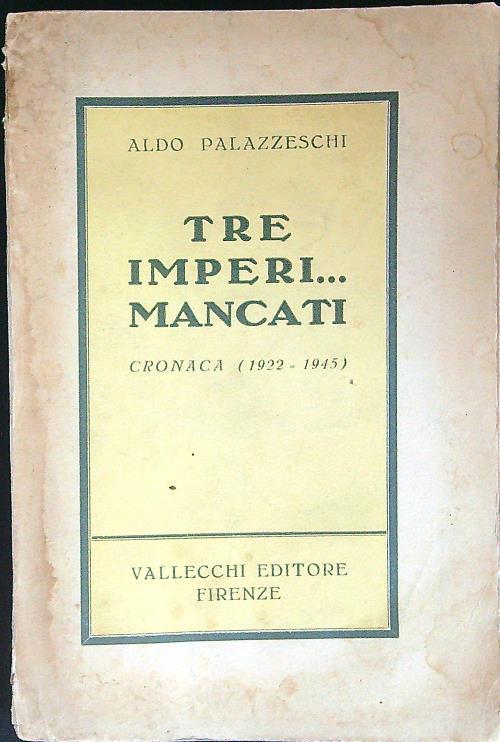 ALDO PALAZZESCHI
TRE
IMPERI...
MANCATI
CRONACA (1922 - 1945)
VALLECCHI EDITORE
FIRENZE